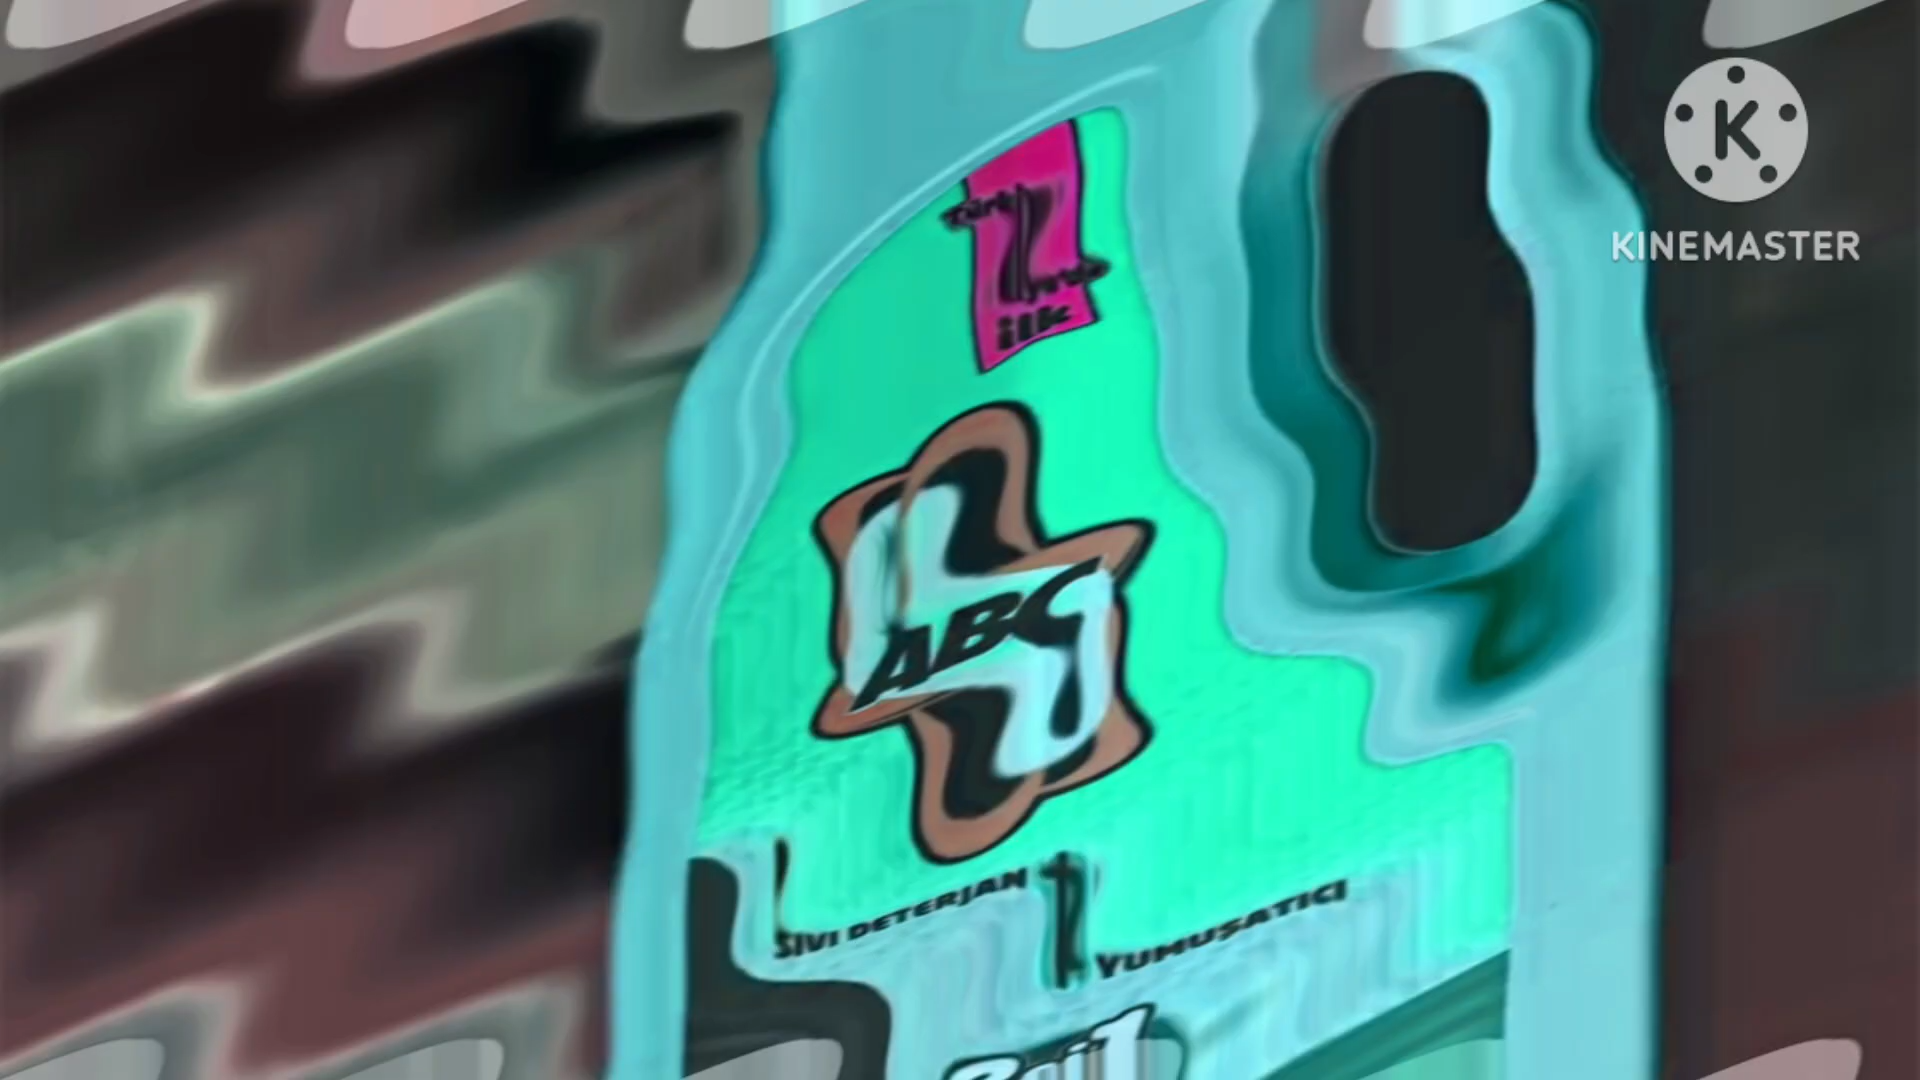 KINEMASTER
ilk
ABC
SIVI DETERJAN
YUMUŞATICI